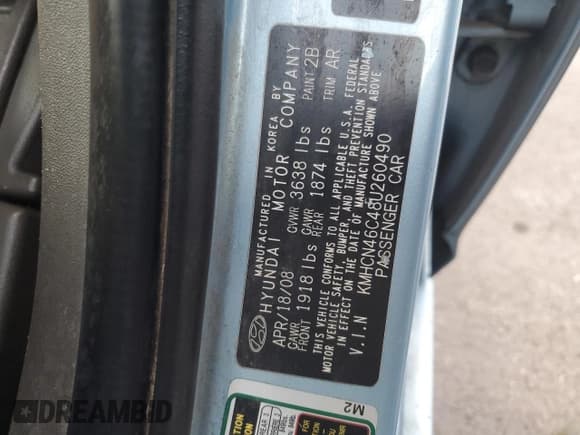 MANUFACTURED IN KOREA BY
HYUNDAI MOTOR COMPANY
APR/18/08 GVWR 3638 lbs PAINT 2B
GAWR FRONT 1918 lbs GAWR REAR 1874 lbs TRIM AR
THIS VEHICLE CONFORMS TO ALL APPLICABLE U.S.A. FEDERAL
MOTOR VEHICLE SAFETY, BUMPER, AND THEFT PREVENTION STANDARDS
IN EFFECT ON THE DATE OF MANUFACTURE SHOWN ABOVE
V.I.N KMHCN46C48U260490
PASSENGER CAR
M2
DREAMBID